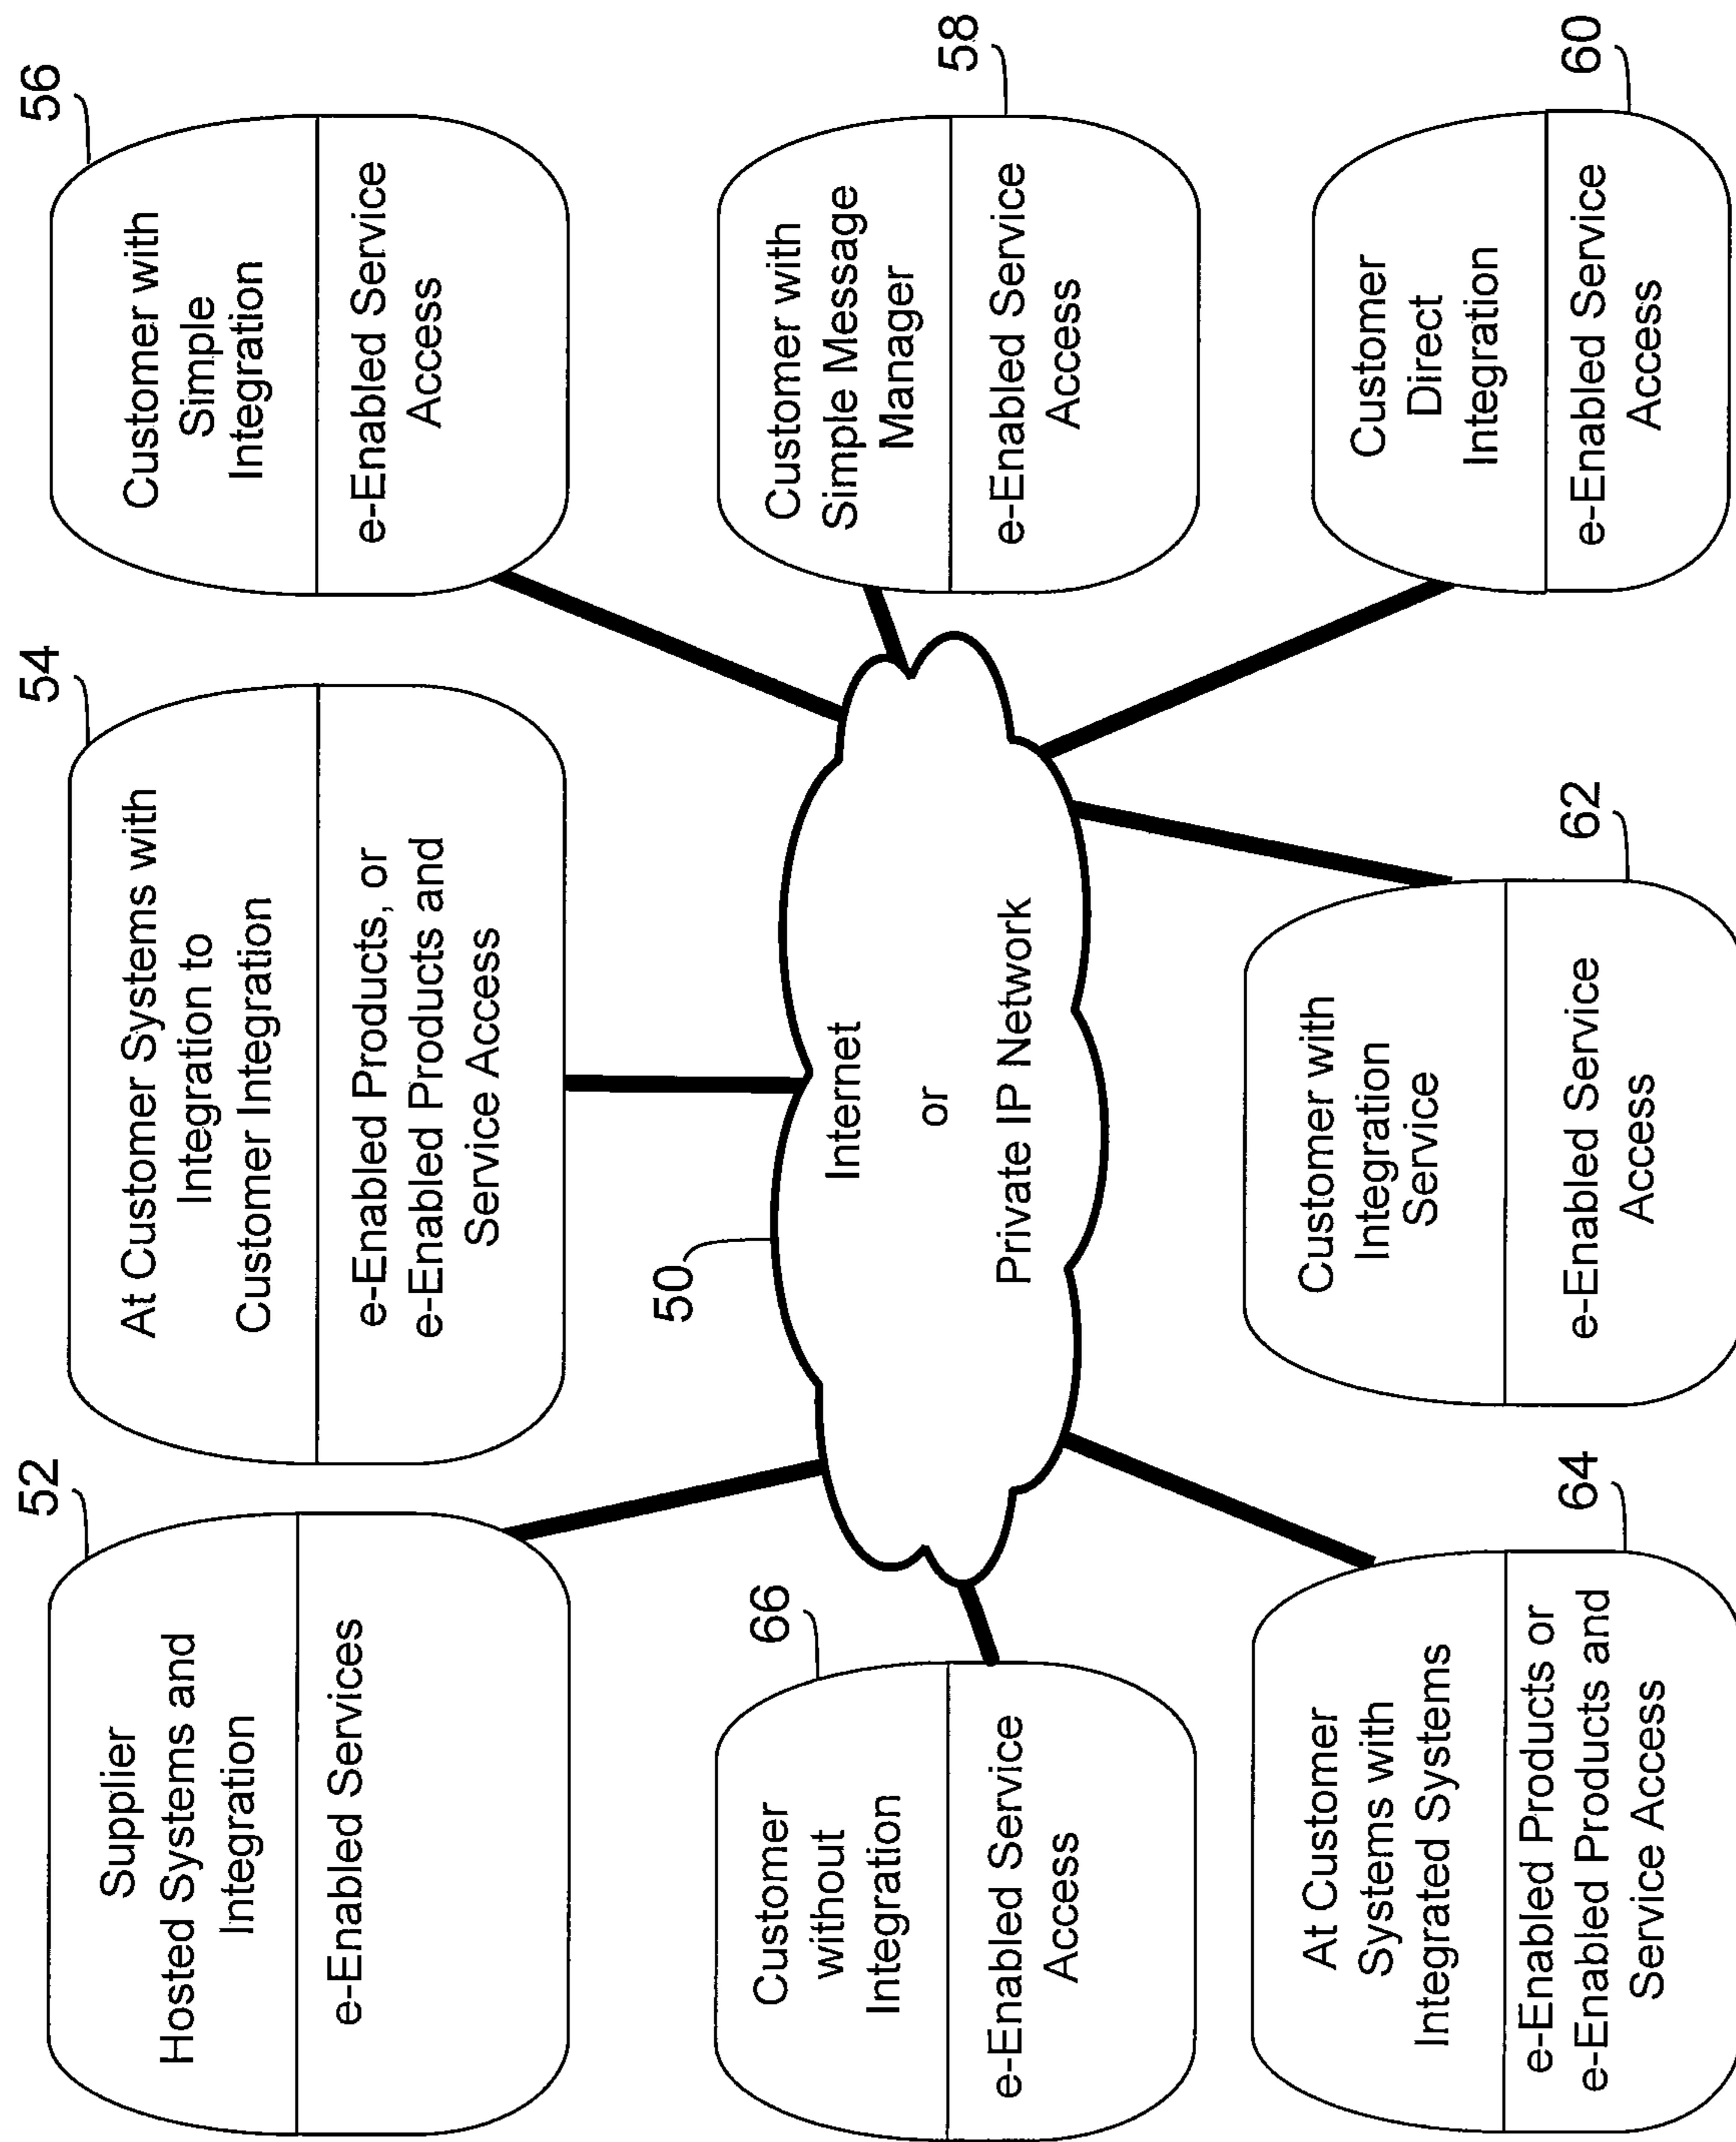 52
Supplier
Hosted Systems and
Integration
e-Enabled Services
54
At Customer Systems with
Integration to
Customer Integration
e-Enabled Products, or
e-Enabled Products and
Service Access
56
Customer with
Simple
Integration
e-Enabled Service
Access
50
Internet
or
Private IP Network
66
Customer
without
Integration
e-Enabled Service
Access
58
Customer with
Simple Message
Manager
e-Enabled Service
Access
64
At Customer
Systems with
Integrated Systems
e-Enabled Products or
e-Enabled Products and
Service Access
62
Customer with
Integration
Service
e-Enabled Service
Access
60
Customer
Direct
Integration
e-Enabled Service
Access